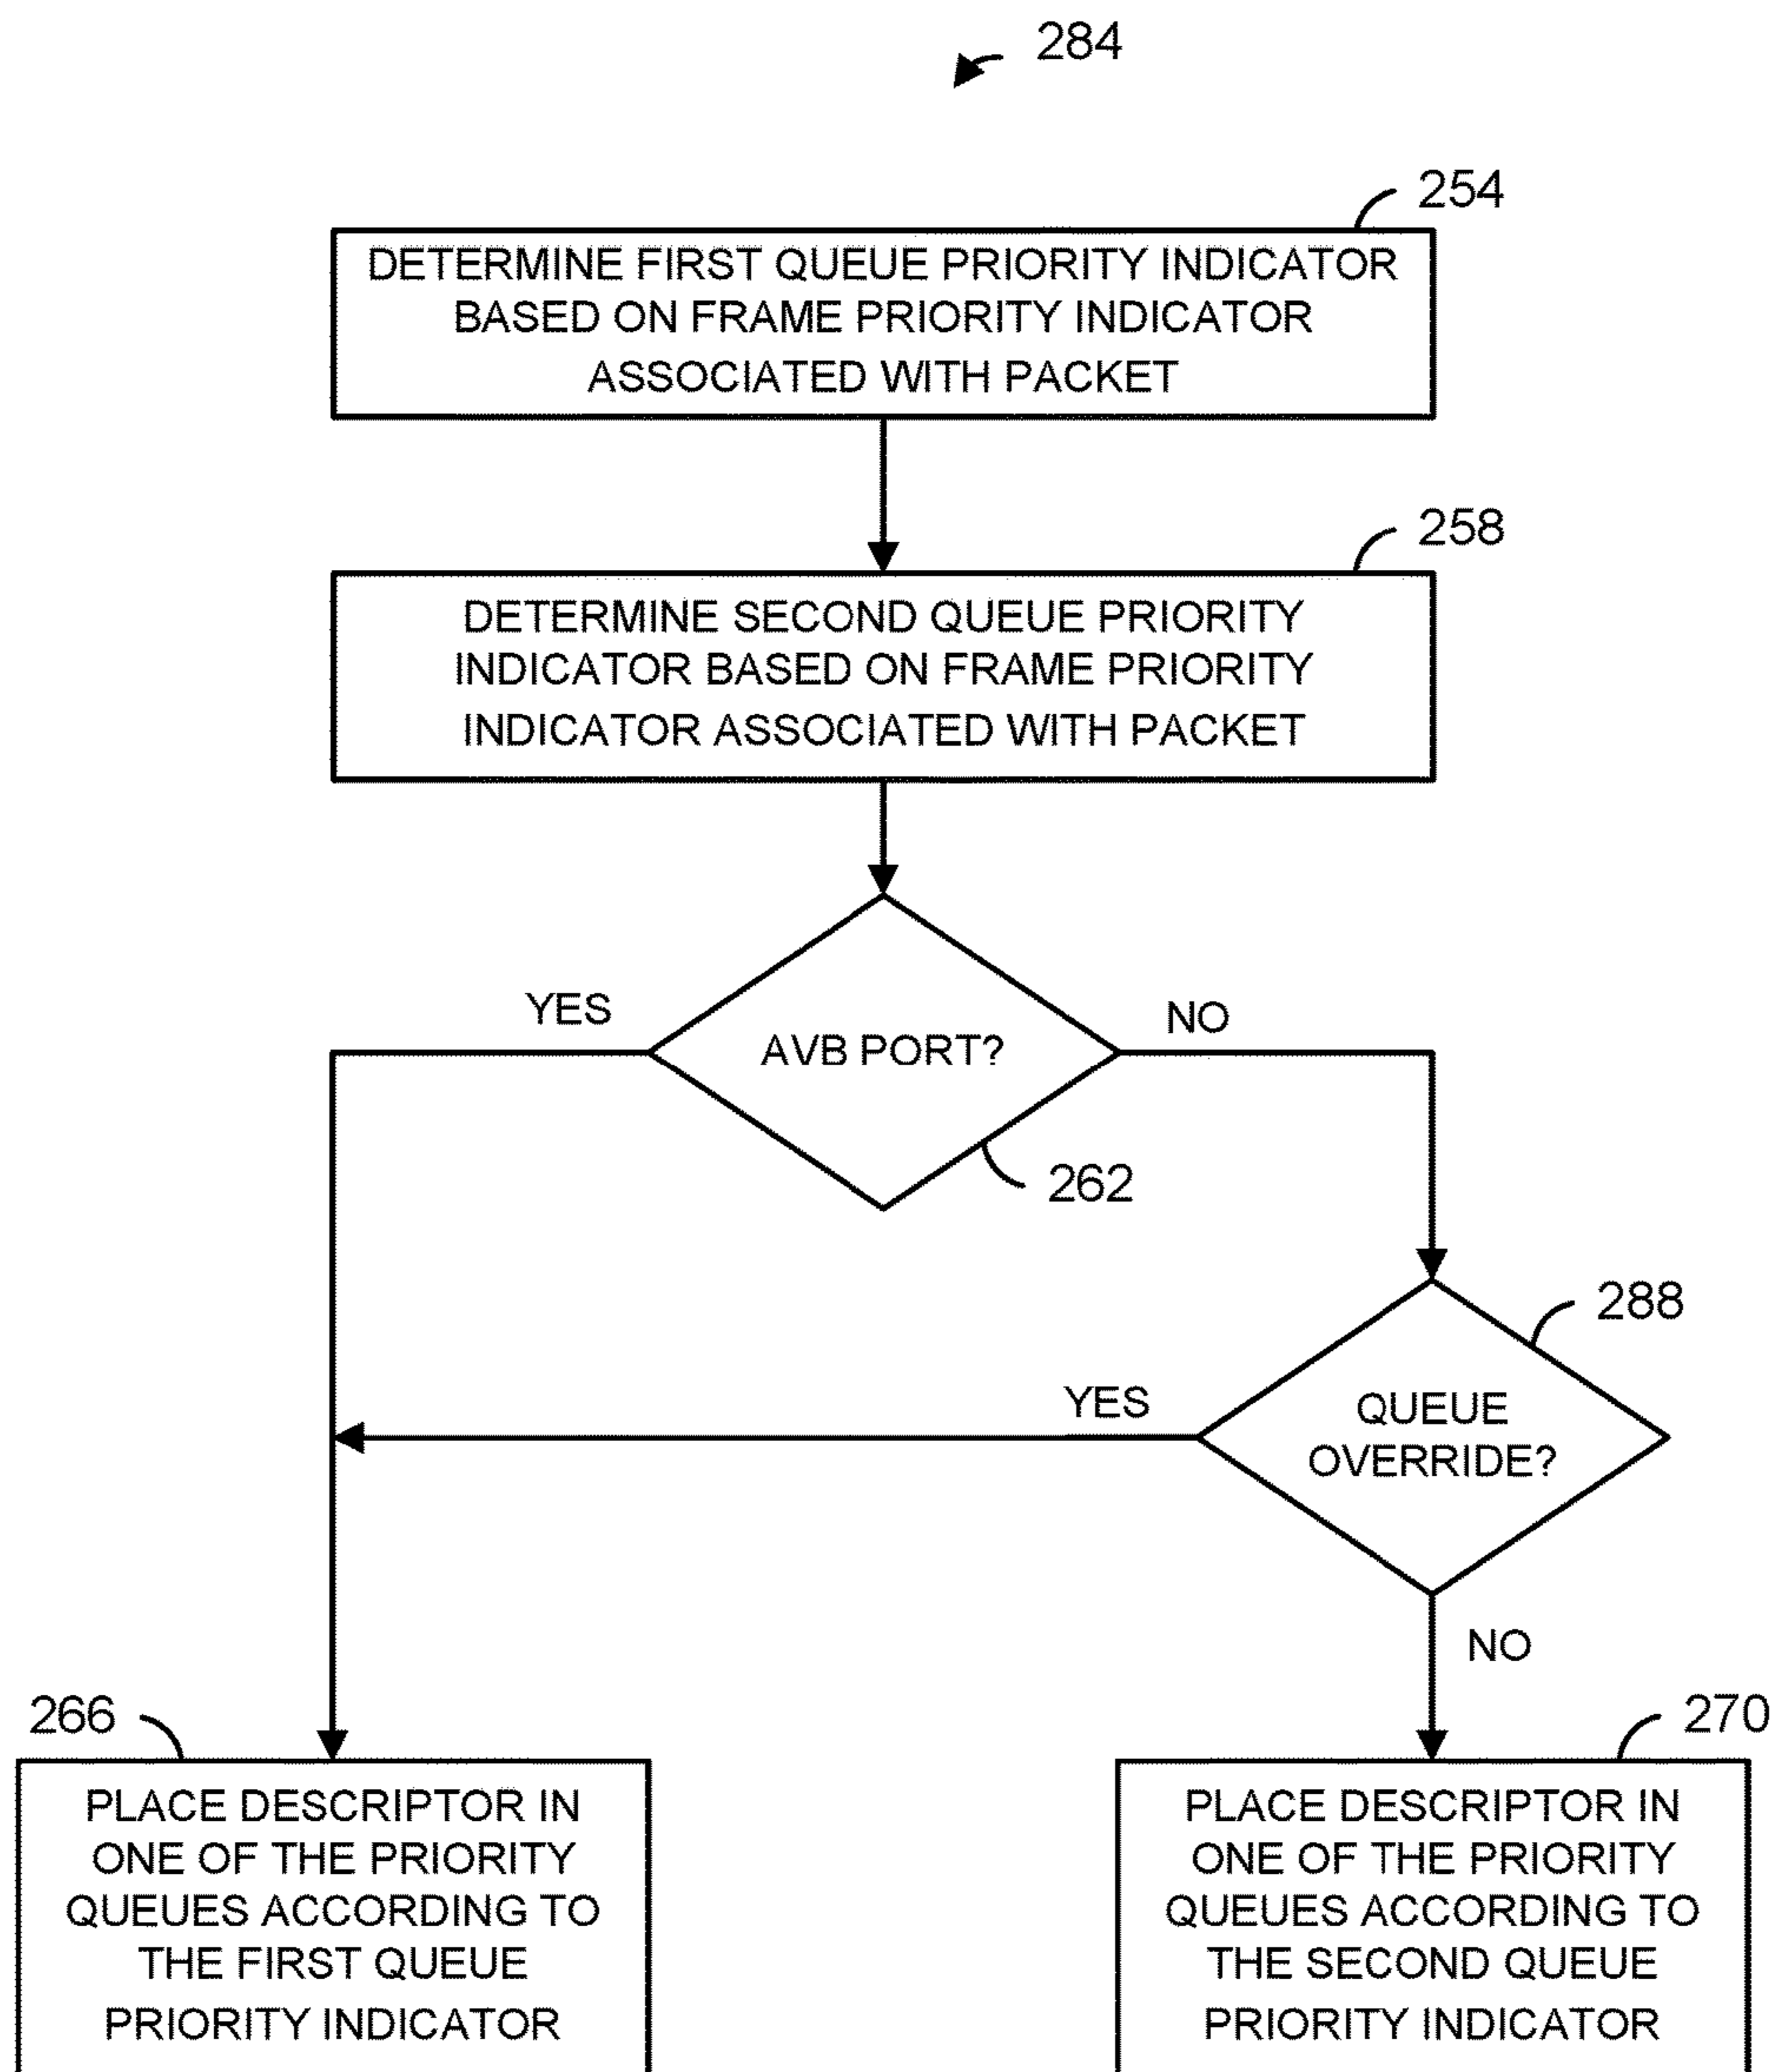 284
254
DETERMINE FIRST QUEUE PRIORITY INDICATOR
BASED ON FRAME PRIORITY INDICATOR
ASSOCIATED WITH PACKET
258
DETERMINE SECOND QUEUE PRIORITY
INDICATOR BASED ON FRAME PRIORITY
INDICATOR ASSOCIATED WITH PACKET
YES
NO
AVB PORT?
262
288
YES
QUEUE
OVERRIDE?
NO
266
270
PLACE DESCRIPTOR IN
ONE OF THE PRIORITY
QUEUES ACCORDING TO
THE FIRST QUEUE
PRIORITY INDICATOR
PLACE DESCRIPTOR IN
ONE OF THE PRIORITY
QUEUES ACCORDING TO
THE SECOND QUEUE
PRIORITY INDICATOR